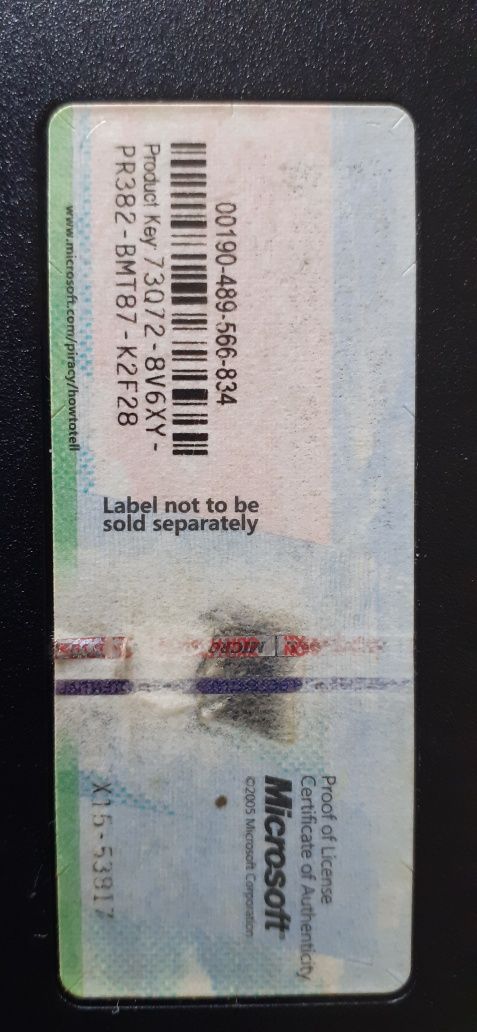 Proof of License
Certificate of Authenticity
Microsoft®
©2005 Microsoft Corporation
X15-53917
MICRO
Label not to be
sold separately
00190-489-566-834
Product Key 73Q72-8V6XY-
PR382-BMT87-K2F28
www.microsoft.com/piracy/howtotell